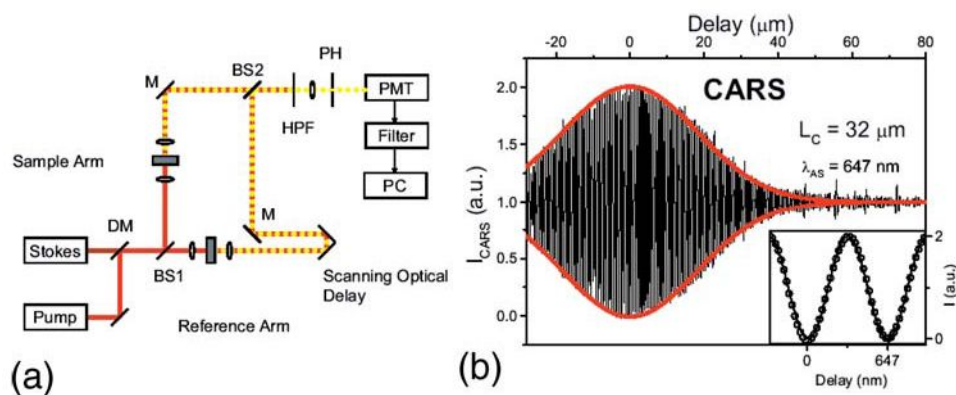 M
BS2
PH
PMT
HPF
Filter
PC
Sample Arm
DM
M
Stokes
BS1
Scanning Optical
Delay
Pump
Reference Arm
(a)
Delay (μm)
-20 0 20 40 60 80
CARS
L_C = 32 μm
λ_AS = 647 nm
I_CARS (a.u.)
2.0
1.5
1.0
0.5
0.0
2
1
0
I (a.u.)
0 647
Delay (nm)
(b)